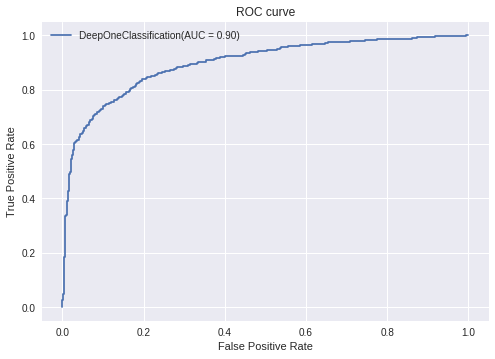 ROC curve
DeepOneClassification(AUC = 0.90)
1.0
0.8
0.6
0.4
0.2
0.0
True Positive Rate
0.0 0.2 0.4 0.6 0.8 1.0
False Positive Rate